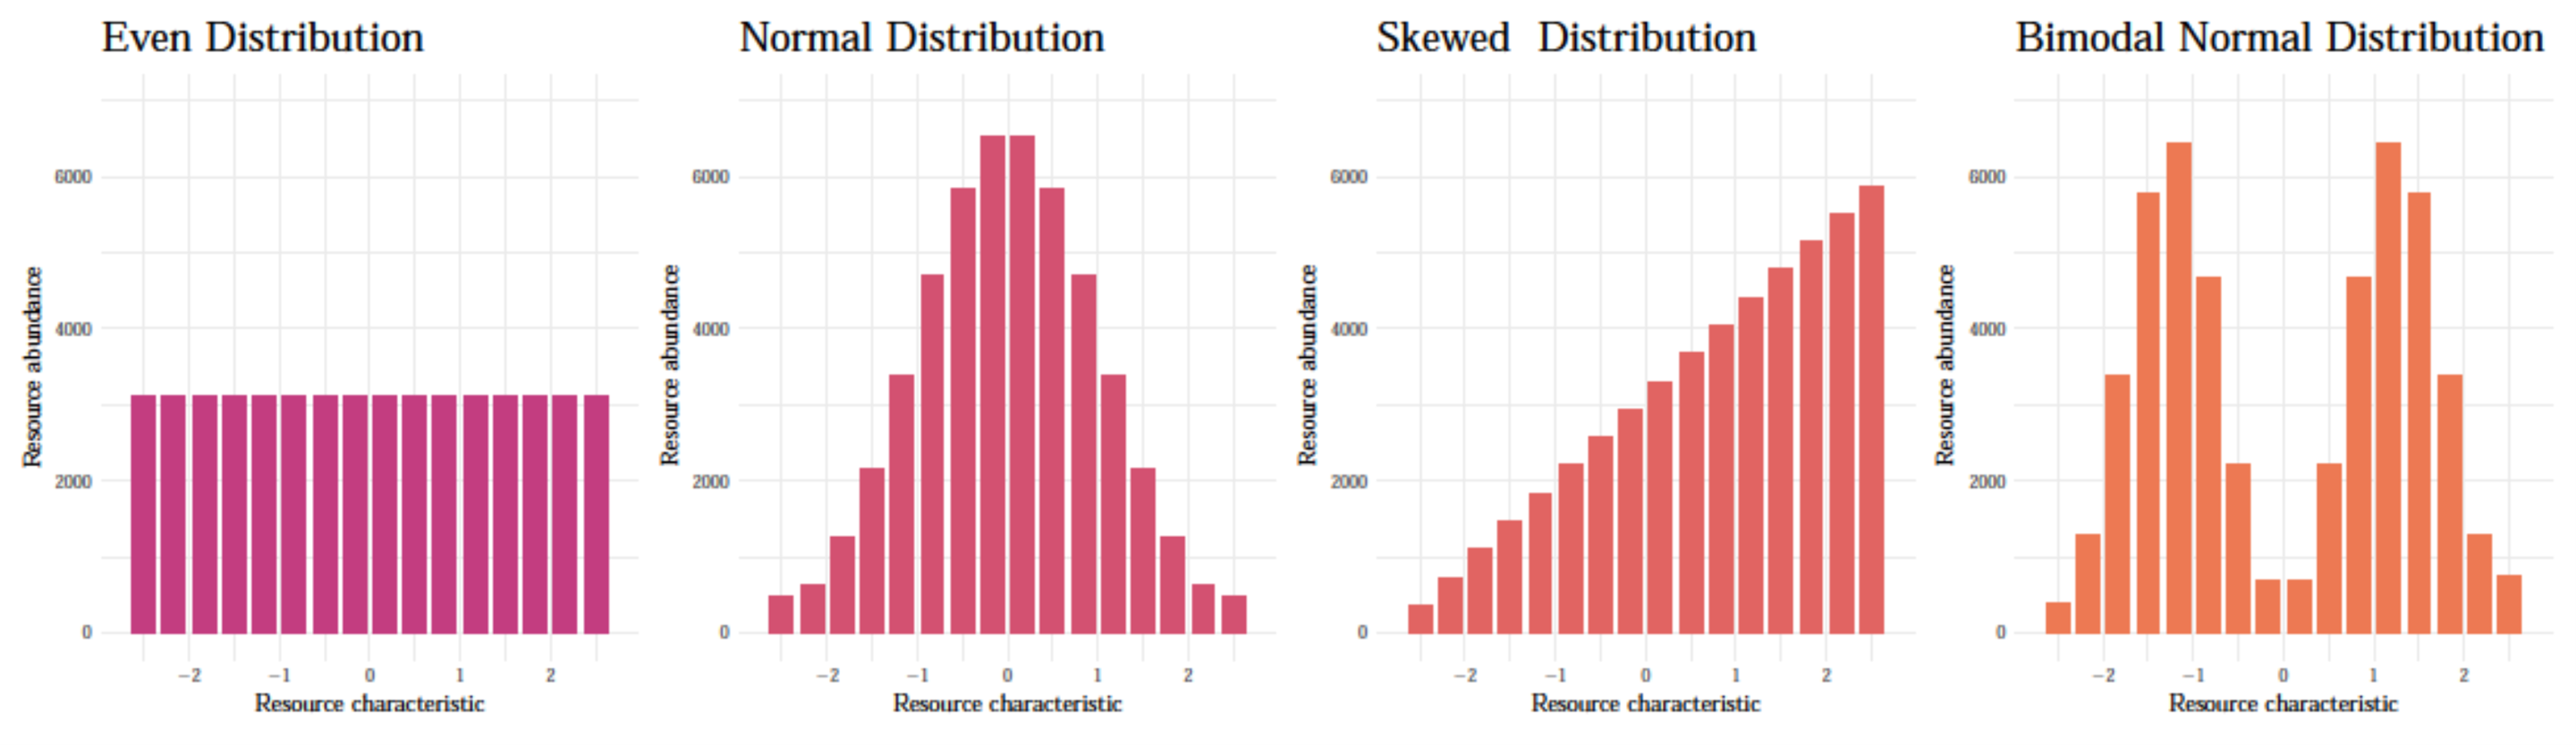 Even Distribution
Resource abundance
6000
4000
2000
0
−2 −1 0 1 2
Resource characteristic
Normal Distribution
Resource abundance
6000
4000
2000
0
−2 −1 0 1 2
Resource characteristic
Skewed Distribution
Resource abundance
6000
4000
2000
0
−2 −1 0 1 2
Resource characteristic
Bimodal Normal Distribution
Resource abundance
6000
4000
2000
0
−2 −1 0 1 2
Resource characteristic